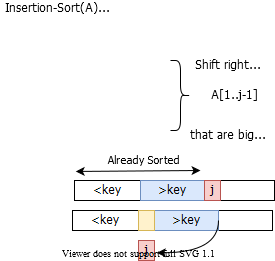 Insertion-Sort(A)...
Shift right...
A[1..j-1]
that are big...
Already Sorted
<key >key j
<key >key
j
Viewer does not support full SVG 1.1